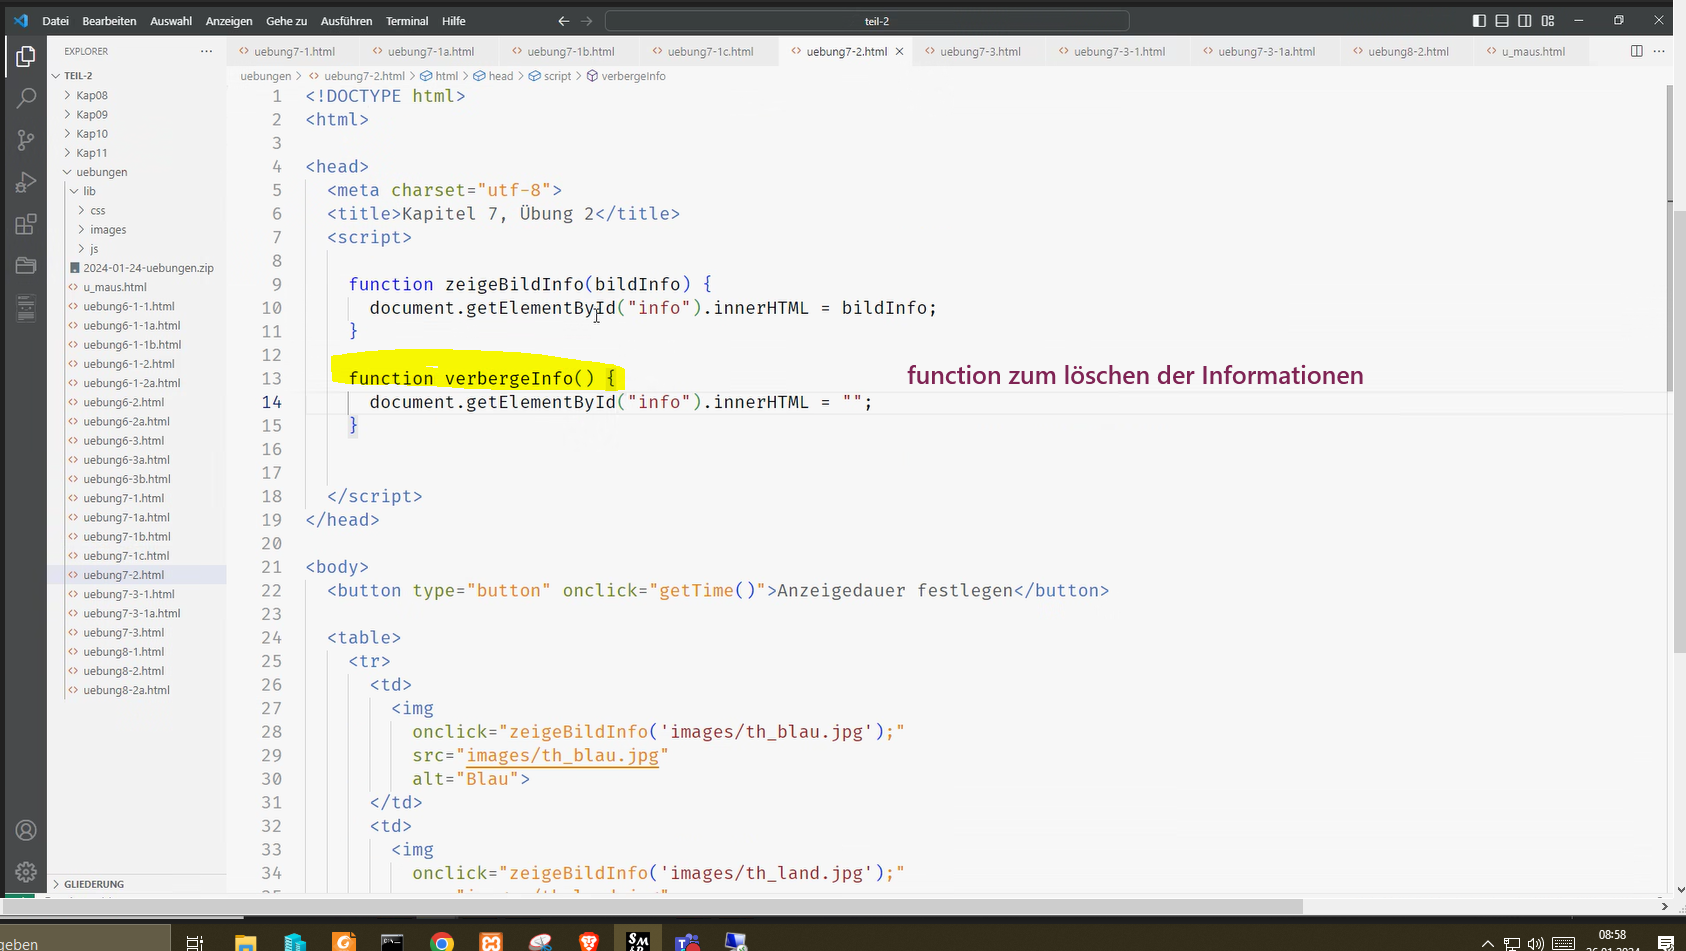 Datei Bearbeiten Auswahl Anzeigen Gehe zu Ausführen Terminal Hilfe
teil-2
EXPLORER
uebung7-1.html uebung7-1a.html uebung7-1b.html uebung7-1c.html uebung7-2.html uebung7-3.html uebung7-3-1.html uebung7-3-1a.html uebung8-2.html u_maus.html
uebungen > uebung7-2.html > html > head > script > verbergeInfo
TEIL-2
Kap08
Kap09
Kap10
Kap11
uebungen
lib
css
images
js
2024-01-24-uebungen.zip
u_maus.html
uebung6-1-1.html
uebung6-1-1a.html
uebung6-1-1b.html
uebung6-1-2.html
uebung6-1-2a.html
uebung6-2.html
uebung6-2a.html
uebung6-3.html
uebung6-3a.html
uebung6-3b.html
uebung7-1.html
uebung7-1a.html
uebung7-1b.html
uebung7-1c.html
uebung7-2.html
uebung7-3-1.html
uebung7-3-1a.html
uebung7-3.html
uebung8-1.html
uebung8-2.html
uebung8-2a.html
GLIEDERUNG
1 <!DOCTYPE html>
2 <html>
3
4 <head>
5 <meta charset="utf-8">
6 <title>Kapitel 7, Übung 2</title>
7 <script>
8
9 function zeigeBildInfo(bildInfo) {
10 document.getElementById("info").innerHTML = bildInfo;
11 }
12
13 function verbergeInfo() {
function zum löschen der Informationen
14 document.getElementById("info").innerHTML = "";
15 }
16
17
18 </script>
19 </head>
20
21 <body>
22 <button type="button" onclick="getTime()">Anzeigedauer festlegen</button>
23
24 <table>
25 <tr>
26 <td>
27 <img
28 onclick="zeigeBildInfo('images/th_blau.jpg');"
29 src="images/th_blau.jpg"
30 alt="Blau">
31 </td>
32 <td>
33 <img
34 onclick="zeigeBildInfo('images/th_land.jpg');"
geben
08:58